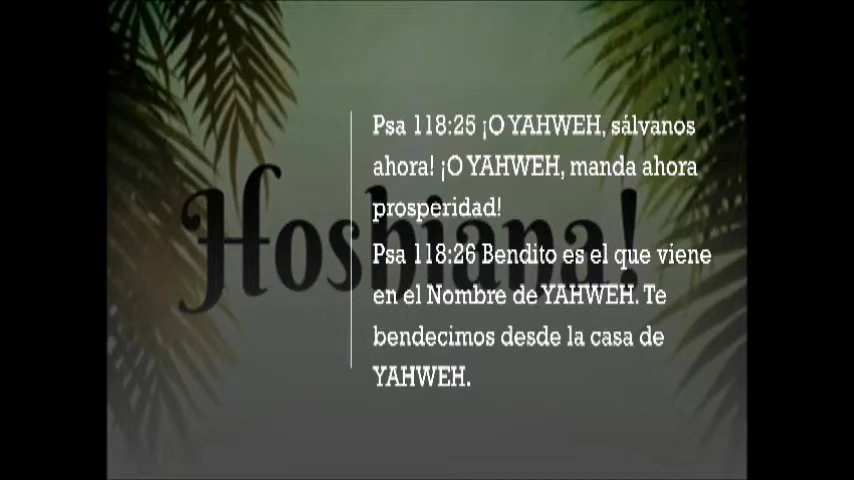 Hoshiana!
Psa 118:25 ¡O YAHWEH, sálvanos
ahora! ¡O YAHWEH, manda ahora
prosperidad!
Psa 118:26 Bendito es el que viene
en el Nombre de YAHWEH. Te
bendecimos desde la casa de
YAHWEH.